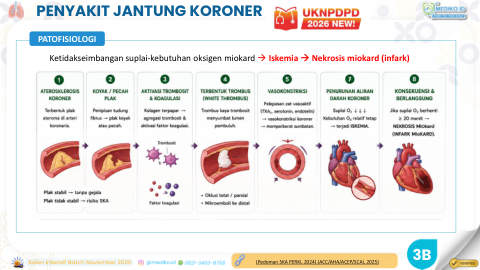 PENYAKIT JANTUNG KORONER
UKNPDPD
2026 NEW!
PATOFISIOLOGI
Ketidakseimbangan suplai-kebutuhan oksigen miokard → Iskemia → Nekrosis miokard (infark)
1
ATEROSKLEROSIS KORONER
Terbentuk plak ateroma di arteri koronaria.
Plak stabil → tanpa gejala
Plak tidak stabil → risiko SKA
2
KOYAK / PECAH PLAK
Penipisan tudung fibrus → plak koyak atau pecah.
3
AKTIVASI TROMBOSIT & KOAGULASI
Kolagen terpapar → agregasi trombosit & aktivasi faktor koagulasi.
Trombosit
Faktor koagulasi
4
TERBENTUK TROMBUS (WHITE THROMBUS)
Trombus kaya trombosit menyumbat lumen pembuluh.
• Oklusi total / parsial
• Mikroemboli ke distal
5
VASOKONSTRIKSI
Pelepasan zat vasoaktif (TXA₂, serotonin, endotelin) → vasokonstriksi koroner → memperberat sumbatan.
7
PENURUNAN ALIRAN DARAH KORONER
Suplai O₂ ↓ ↓ ↓
Kebutuhan O₂ relatif tetap → terjadi ISKEMIA.
8
KONSEKUENSI & BERLANGSUNG
Jika suplai O₂ berhenti ≥ 20 menit →
NEKROSIS MIOKARD (INFARK MIOKARD).
(Pedoman SKA PERKI, 2024) (ACC/AHA/ACEP/SCAI, 2025)
3B